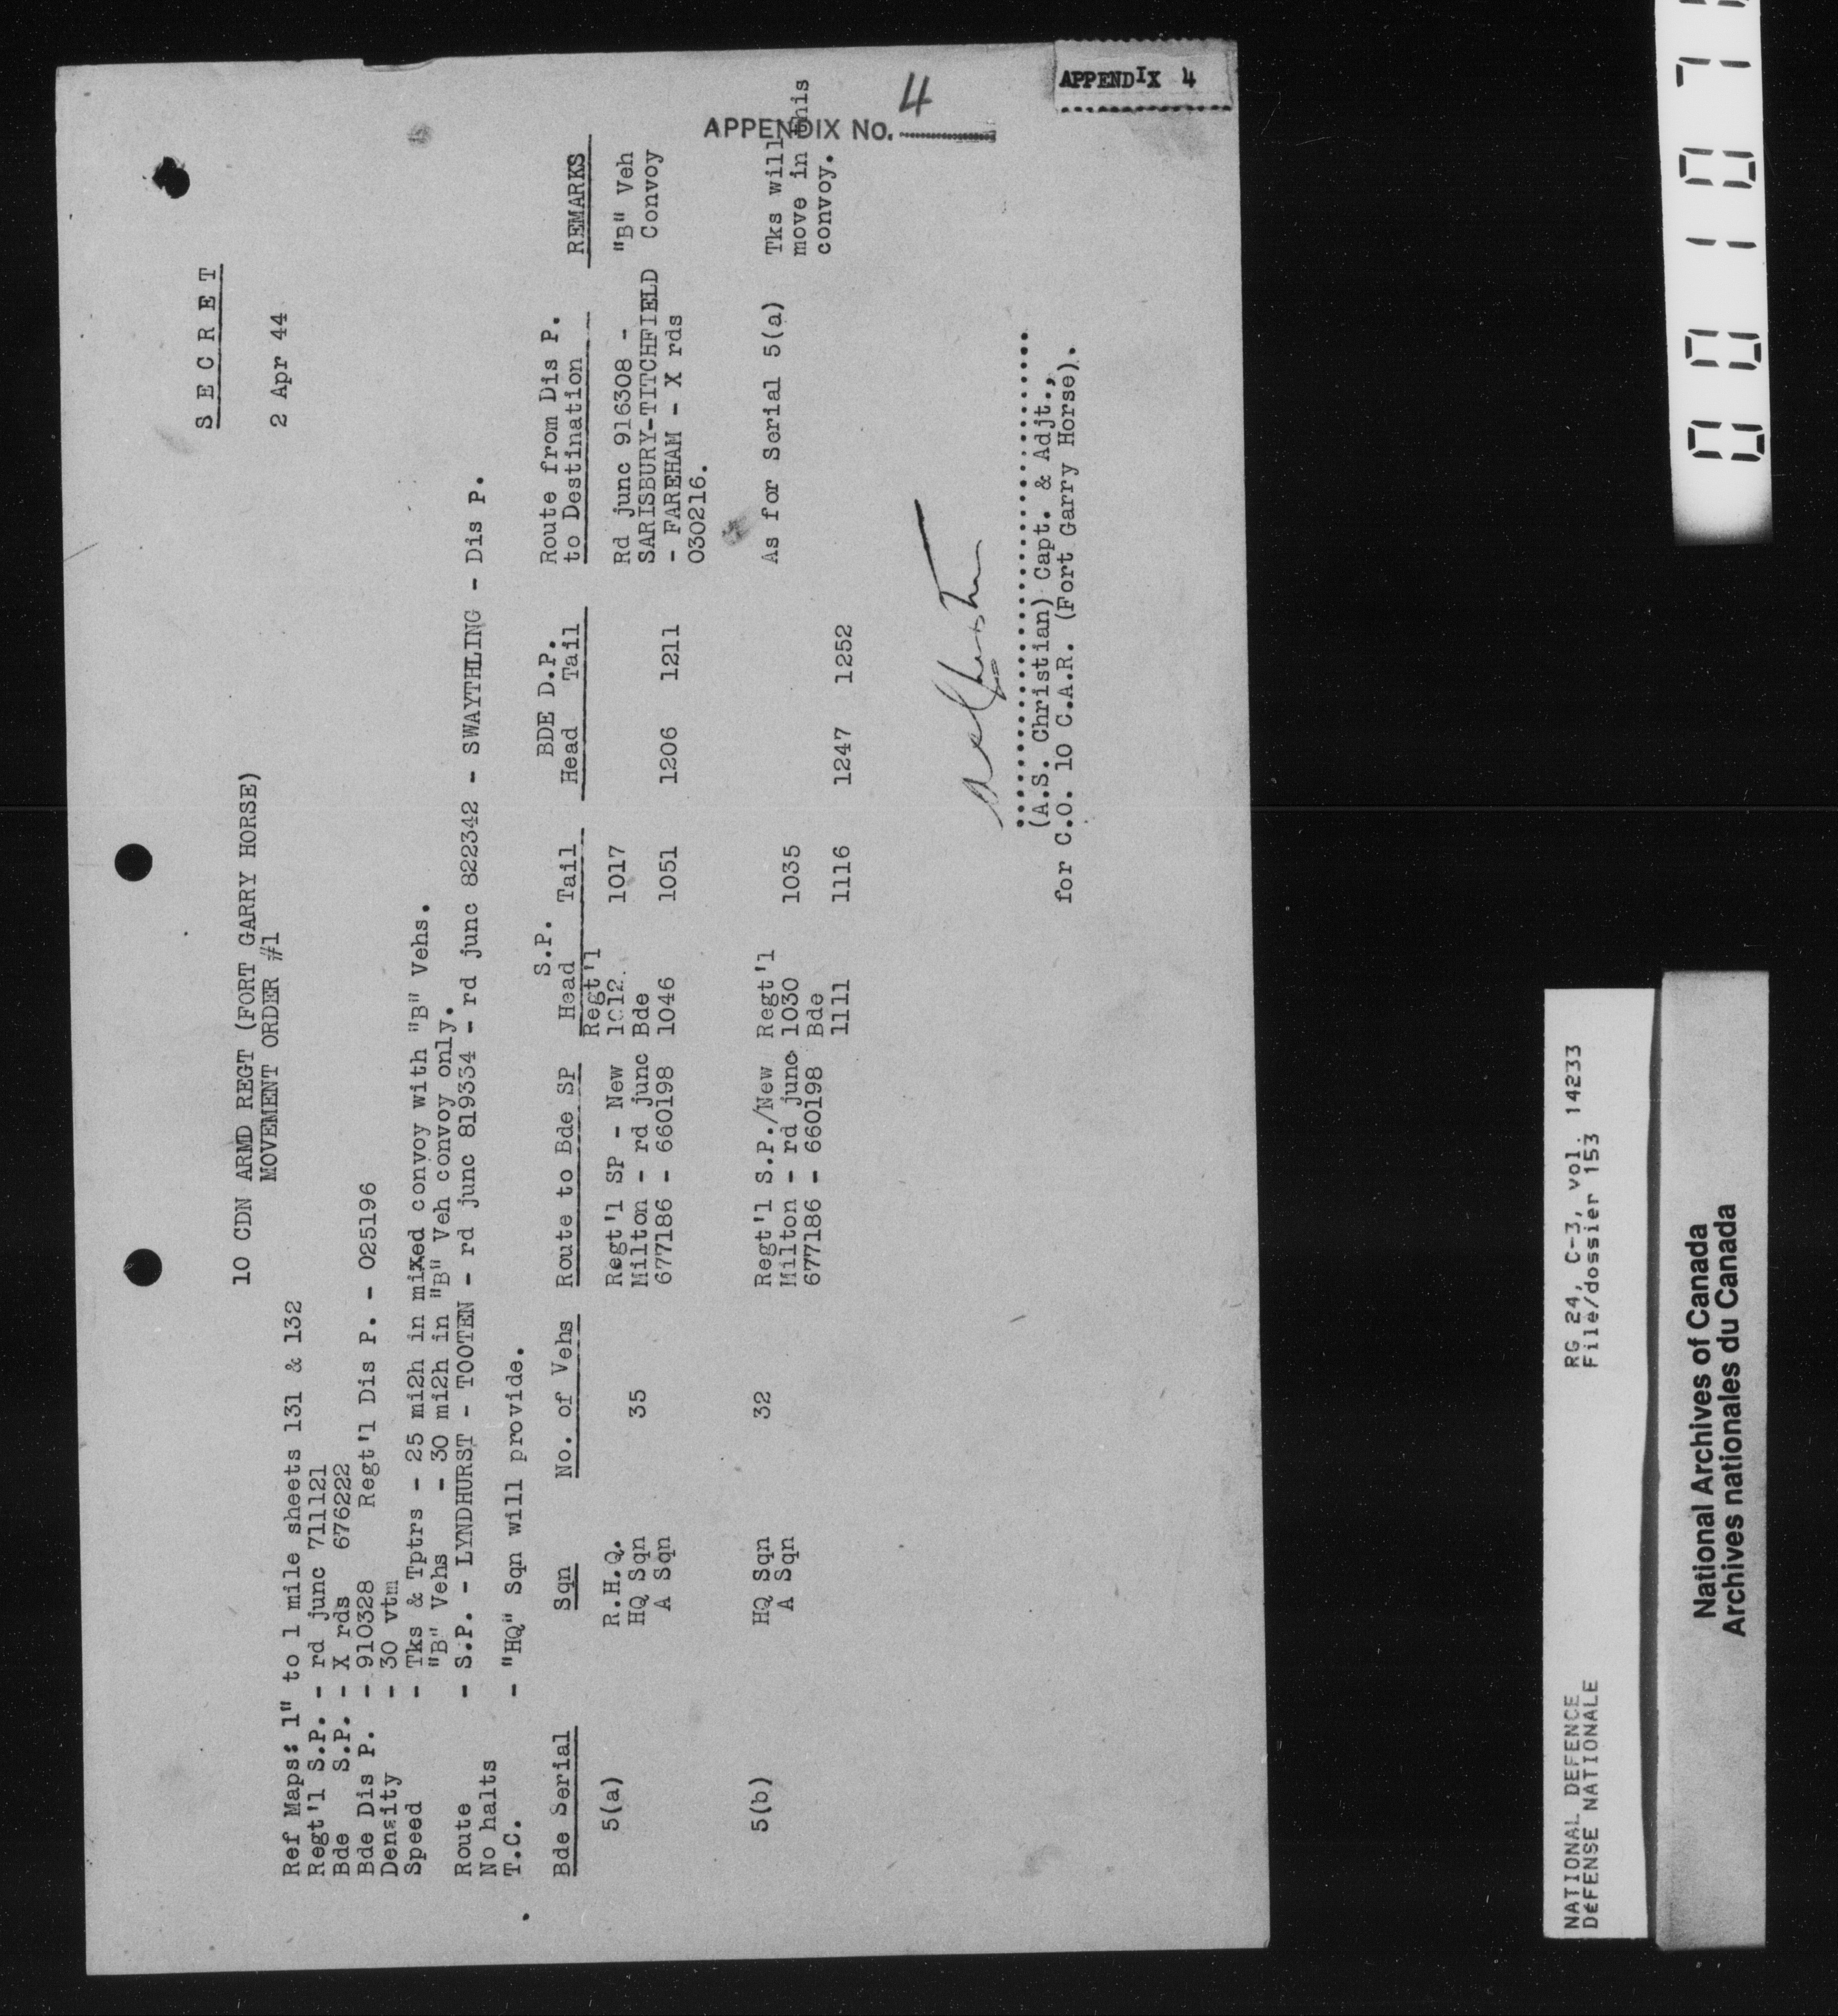 APPENDIX 4
APPENDIX No. 4
S E C R E T
2 Apr 44
10 CDN ARMD REGT (FORT GARRY HORSE)
MOVEMENT ORDER #1
Ref Maps: 1" to 1 mile sheets 131 & 132
Regt'l S.P. - rd junc 711121
Bde S.P. - X rds 676222
Bde Dis P. - 910328 Regt'l Dis P. - 025196
Density - 30 vtm
Speed - Tks & Tptrs - 25 mi2h in mixed convoy with "B" Vehs.
"B" Vehs - 30 mi2h in "B" Veh convoy only.
Route - S.P. - LYNDHURST - TOOTEN - rd junc 819334 - rd junc 822342 - SWAYTHLING - Dis P.
No halts
T.C. - "HQ" Sqn will provide.
S.P. BDE D.P. Route from Dis P.
Bde Serial Sqn No. of Vehs Route to Bde SP Head Tail Head Tail to Destination REMARKS
Regt'l
5(a) R.H.Q. Regt'l SP - New 1012 1017 Rd junc 916308 - "B" Veh
HQ Sqn 35 Milton - rd junc Bde SARISBURY-TITCHFIELD Convoy
A Sqn 677186 - 660198 1046 1051 1206 1211 - FAREHAM - X rds
030216.
5(b) HQ Sqn 32 Regt'l S.P./New Regt'l As for Serial 5(a) Tks will
A Sqn Milton - rd junc 1030 1035 move in this
677186 - 660198 Bde convoy.
1111 1116 1247 1252
(A.S. Christian) Capt. & Adjt.,
for C.O. 10 C.A.R. (Fort Garry Horse).
NATIONAL DEFENCE RG 24, C-3, vol. 14233
DEFENSE NATIONALE File/dossier 153
National Archives of Canada
Archives nationales du Canada